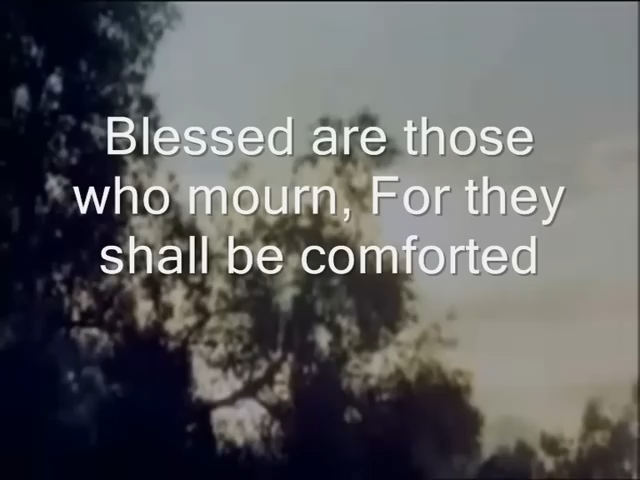 Blessed are those
who mourn, For they
shall be comforted